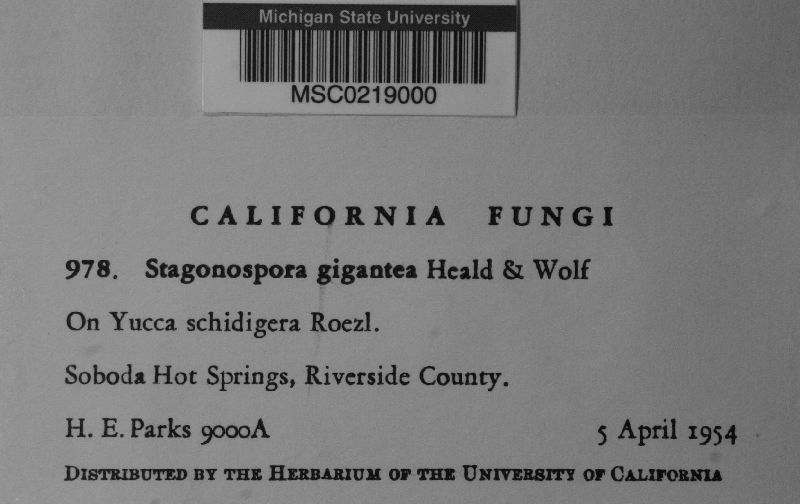 Michigan State University
MSC0219000
CALIFORNIA FUNGI
978. Stagonospora gigantea Heald & Wolf
On Yucca schidigera Roezl.
Soboda Hot Springs, Riverside County.
H. E. Parks 9000A 5 April 1954
DISTRIBUTED BY THE HERBARIUM OF THE UNIVERSITY OF CALIFORNIA